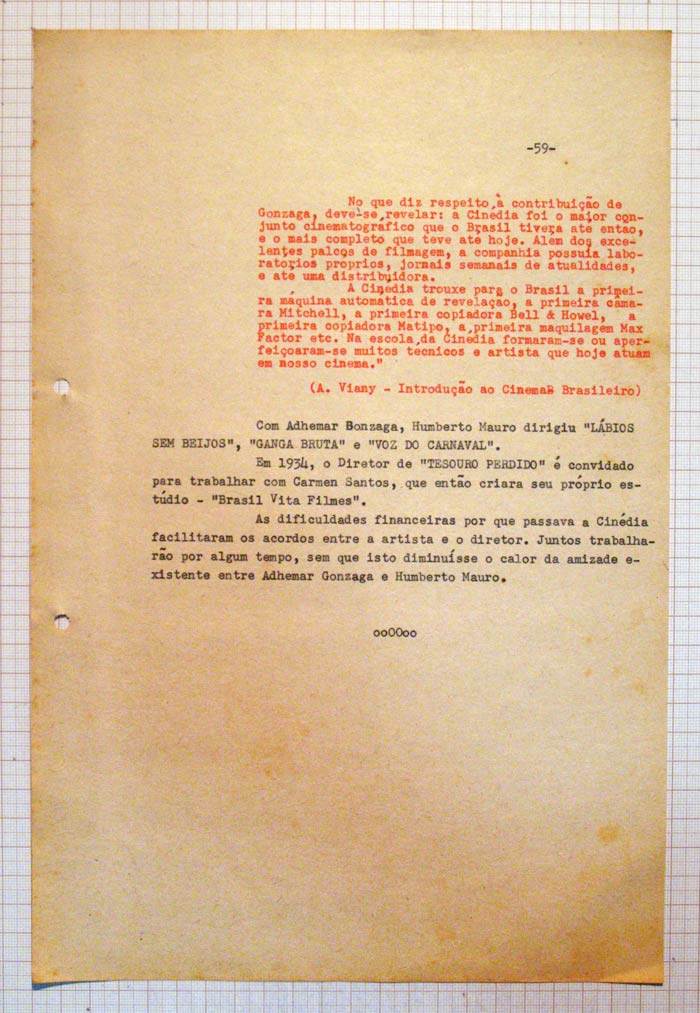 -59-
No que diz respeito à contribuição de
Gonzaga, deve-se revelar: a Cinédia foi o maior con-
junto cinematografico que o Brasil tivera até então,
e o mais completo que teve ate hoje. Alem dos exce-
lentes palcos de filmagem, a companhia possuia labo-
ratorios proprios, jornais semanais de atualidades,
e até uma distribuidora.
A Cinédia trouxe para o Brasil a primei-
ra máquina automatica de revelação, a primeira câma-
ra Mitchell, a primeira copiadora Bell & Howel, a
primeira copiadora Matipo, a primeira maquilagem Max
Factor etc. Na escola da Cinédia formaram-se ou aper-
feiçoaram-se muitos tecnicos e artista que hoje atuam
em nosso cinema."
(A. Viany - Introdução ao Cinema Brasileiro)
Com Adhemar Bonzaga, Humberto Mauro dirigiu "LÁBIOS
SEM BEIJOS", "GANGA BRUTA" e "VOZ DO CARNAVAL".
Em 1934, o Diretor de "TESOURO PERDIDO" é convidado
para trabalhar com Carmen Santos, que então criara seu próprio es-
túdio - "Brasil Vita Filmes".
As dificuldades financeiras por que passava a Cinédia
facilitaram os acordos entre a artista e o diretor. Juntos trabalha-
rão por algum tempo, sem que isto diminuísse o calor da amizade e-
xistente entre Adhemar Gonzaga e Humberto Mauro.
ooOOoo